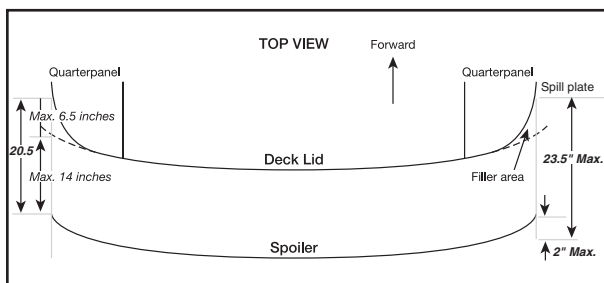 TOP VIEW
Forward
Quarterpanel
Quarterpanel
Spill plate
Max. 6.5 inches
20.5
Deck Lid
23.5" Max.
Max. 14 inches
Filler area
Spoiler
2" Max.